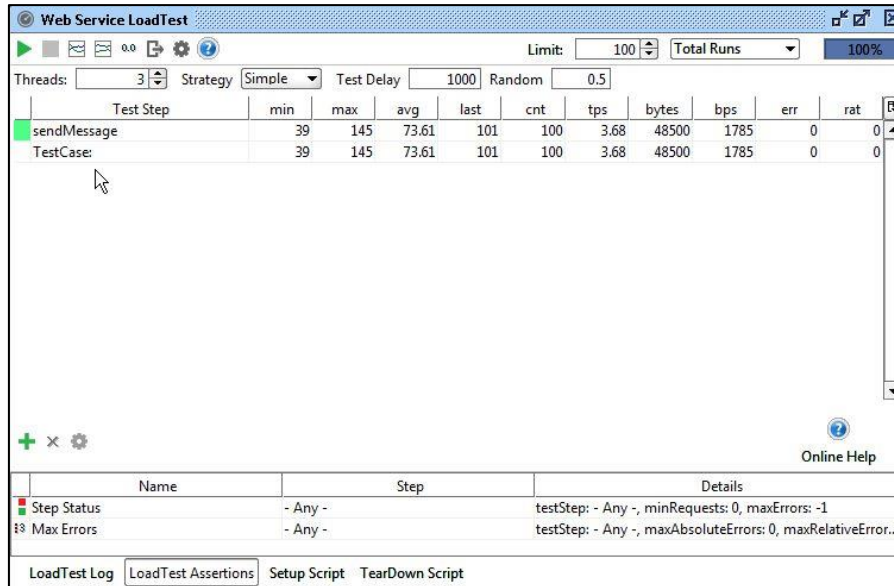 Web Service LoadTest
0.0 Limit: 100 Total Runs 100%
Threads: 3 Strategy Simple Test Delay 1000 Random 0.5
Test Step min max avg last cnt tps bytes bps err rat
sendMessage 39 145 73.61 101 100 3.68 48500 1785 0 0
TestCase: 39 145 73.61 101 100 3.68 48500 1785 0 0
Online Help
Name Step Details
Step Status - Any - testStep: - Any -, minRequests: 0, maxErrors: -1
Max Errors - Any - testStep: - Any -, maxAbsoluteErrors: 0, maxRelativeError..
LoadTest Log LoadTest Assertions Setup Script TearDown Script